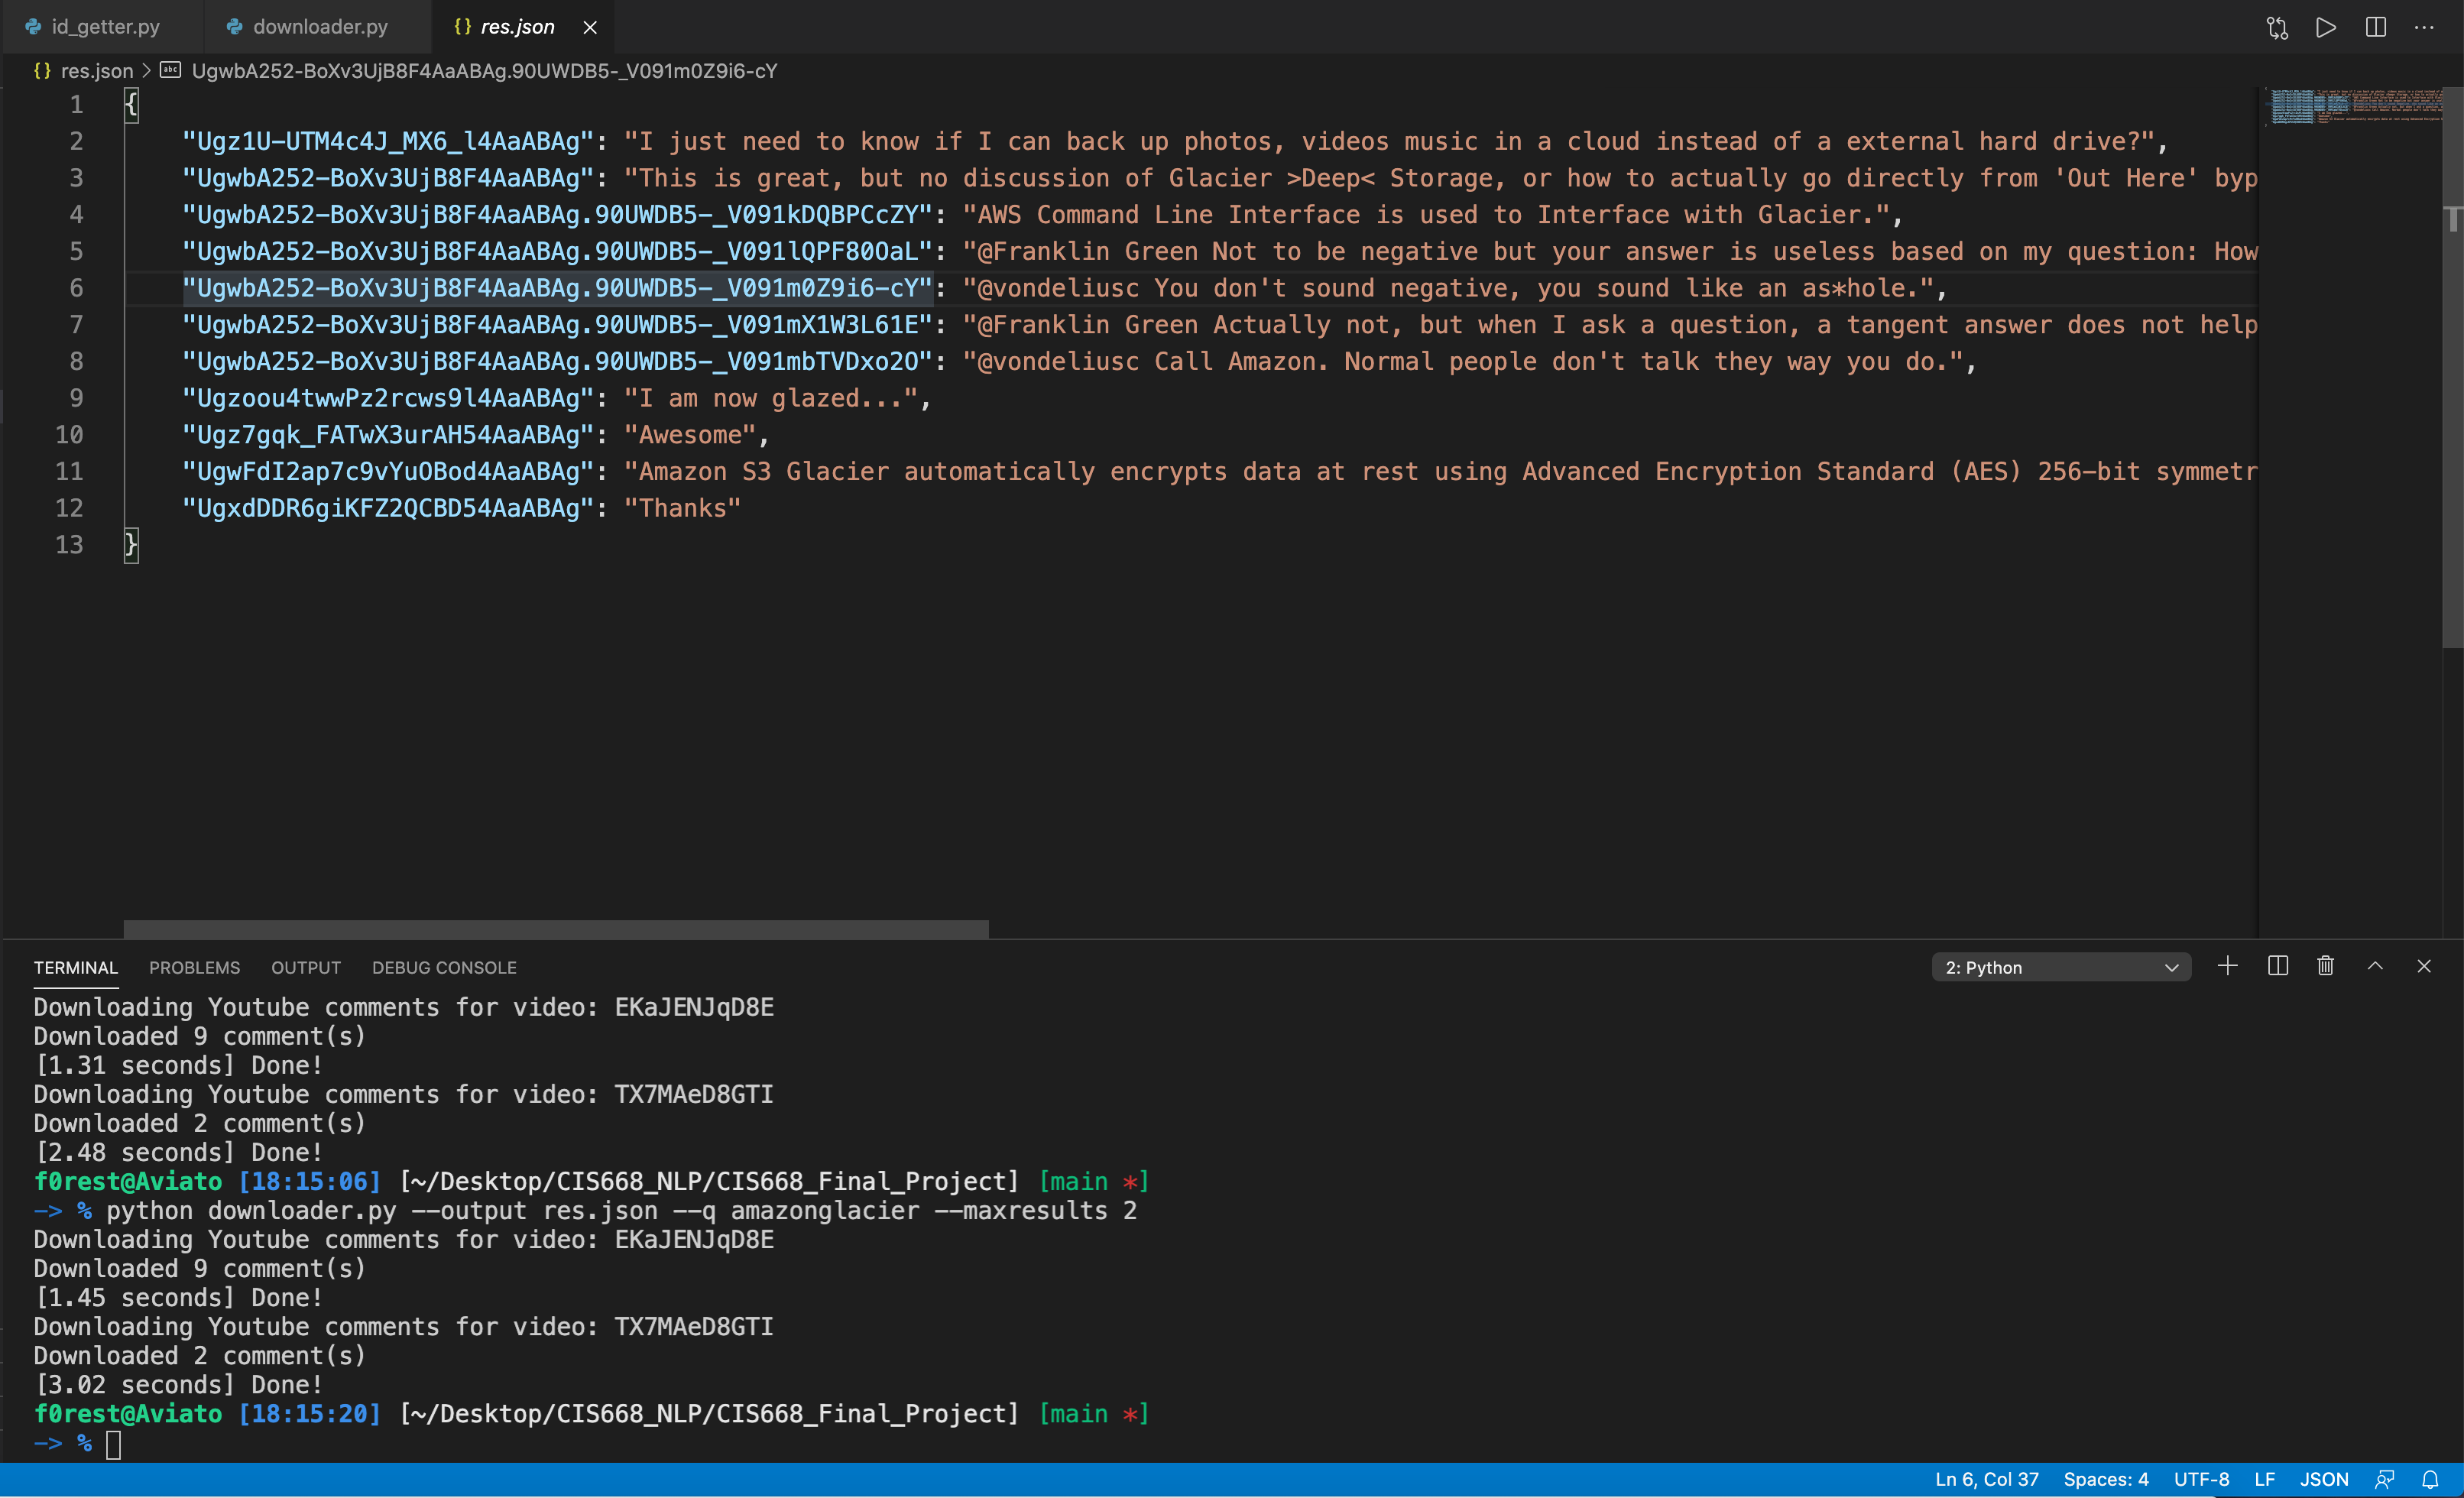 id_getter.py downloader.py {} res.json
{} res.json > abc UgwbA252-BoXv3UjB8F4AaABAg.90UWDB5-_V091m0Z9i6-cY
1 {
2 "Ugz1U-UTM4c4J_MX6_l4AaABAg": "I just need to know if I can back up photos, videos music in a cloud instead of a external hard drive?",
3 "UgwbA252-BoXv3UjB8F4AaABAg": "This is great, but no discussion of Glacier >Deep< Storage, or how to actually go directly from 'Out Here' byp
4 "UgwbA252-BoXv3UjB8F4AaABAg.90UWDB5-_V091kDQBPCcZY": "AWS Command Line Interface is used to Interface with Glacier.",
5 "UgwbA252-BoXv3UjB8F4AaABAg.90UWDB5-_V091lQPF80OaL": "@Franklin Green Not to be negative but your answer is useless based on my question: How
6 "UgwbA252-BoXv3UjB8F4AaABAg.90UWDB5-_V091m0Z9i6-cY": "@vondeliusc You don't sound negative, you sound like an as*hole.",
7 "UgwbA252-BoXv3UjB8F4AaABAg.90UWDB5-_V091mX1W3L61E": "@Franklin Green Actually not, but when I ask a question, a tangent answer does not help
8 "UgwbA252-BoXv3UjB8F4AaABAg.90UWDB5-_V091mbTVDxo2O": "@vondeliusc Call Amazon. Normal people don't talk they way you do.",
9 "Ugzoou4twwPz2rcws9l4AaABAg": "I am now glazed...",
10 "Ugz7gqk_FATwX3urAH54AaABAg": "Awesome",
11 "UgwFdI2ap7c9vYuOBod4AaABAg": "Amazon S3 Glacier automatically encrypts data at rest using Advanced Encryption Standard (AES) 256-bit symmetr
12 "UgxdDDR6giKFZ2QCBD54AaABAg": "Thanks"
13 }
TERMINAL PROBLEMS OUTPUT DEBUG CONSOLE 2: Python
Downloading Youtube comments for video: EKaJENJqD8E
Downloaded 9 comment(s)
[1.31 seconds] Done!
Downloading Youtube comments for video: TX7MAeD8GTI
Downloaded 2 comment(s)
[2.48 seconds] Done!
f0rest@Aviato [18:15:06] [~/Desktop/CIS668_NLP/CIS668_Final_Project] [main *]
-> % python downloader.py --output res.json --q amazonglacier --maxresults 2
Downloading Youtube comments for video: EKaJENJqD8E
Downloaded 9 comment(s)
[1.45 seconds] Done!
Downloading Youtube comments for video: TX7MAeD8GTI
Downloaded 2 comment(s)
[3.02 seconds] Done!
f0rest@Aviato [18:15:20] [~/Desktop/CIS668_NLP/CIS668_Final_Project] [main *]
-> %
Ln 6, Col 37 Spaces: 4 UTF-8 LF JSON